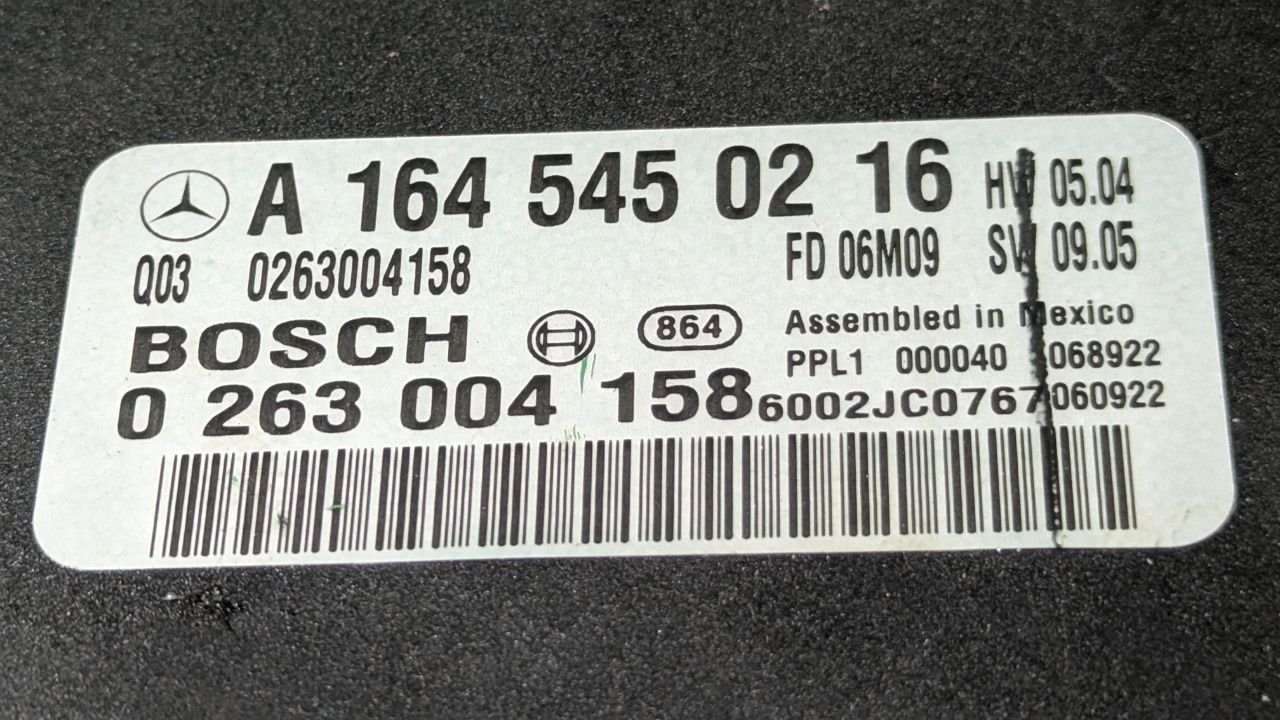 A 164 545 02 16 HW 05.04
Q03 0263004158 FD 06M09 SW 09.05
BOSCH 864 Assembled in Mexico
PPL1 000040 068922
0 263 004 158 6002JC0767 060922